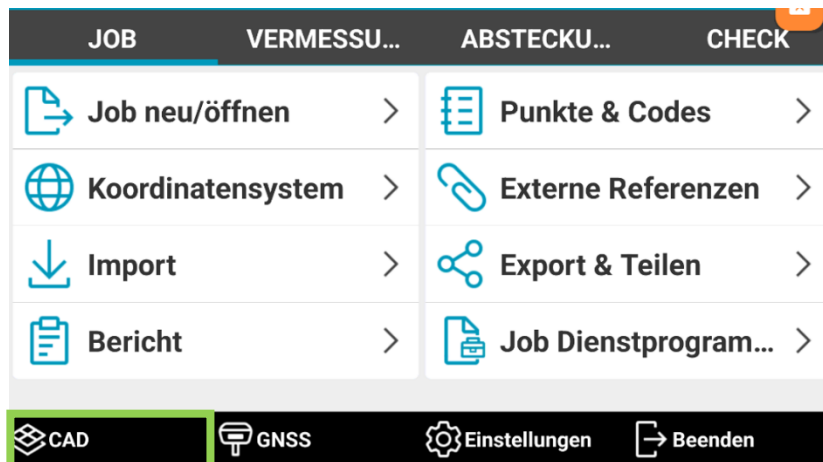 JOB VERMESSU... ABSTECKU... CHECK
Job neu/öffnen Punkte & Codes
Koordinatensystem Externe Referenzen
Import Export & Teilen
Bericht Job Dienstprogram...
CAD GNSS Einstellungen Beenden